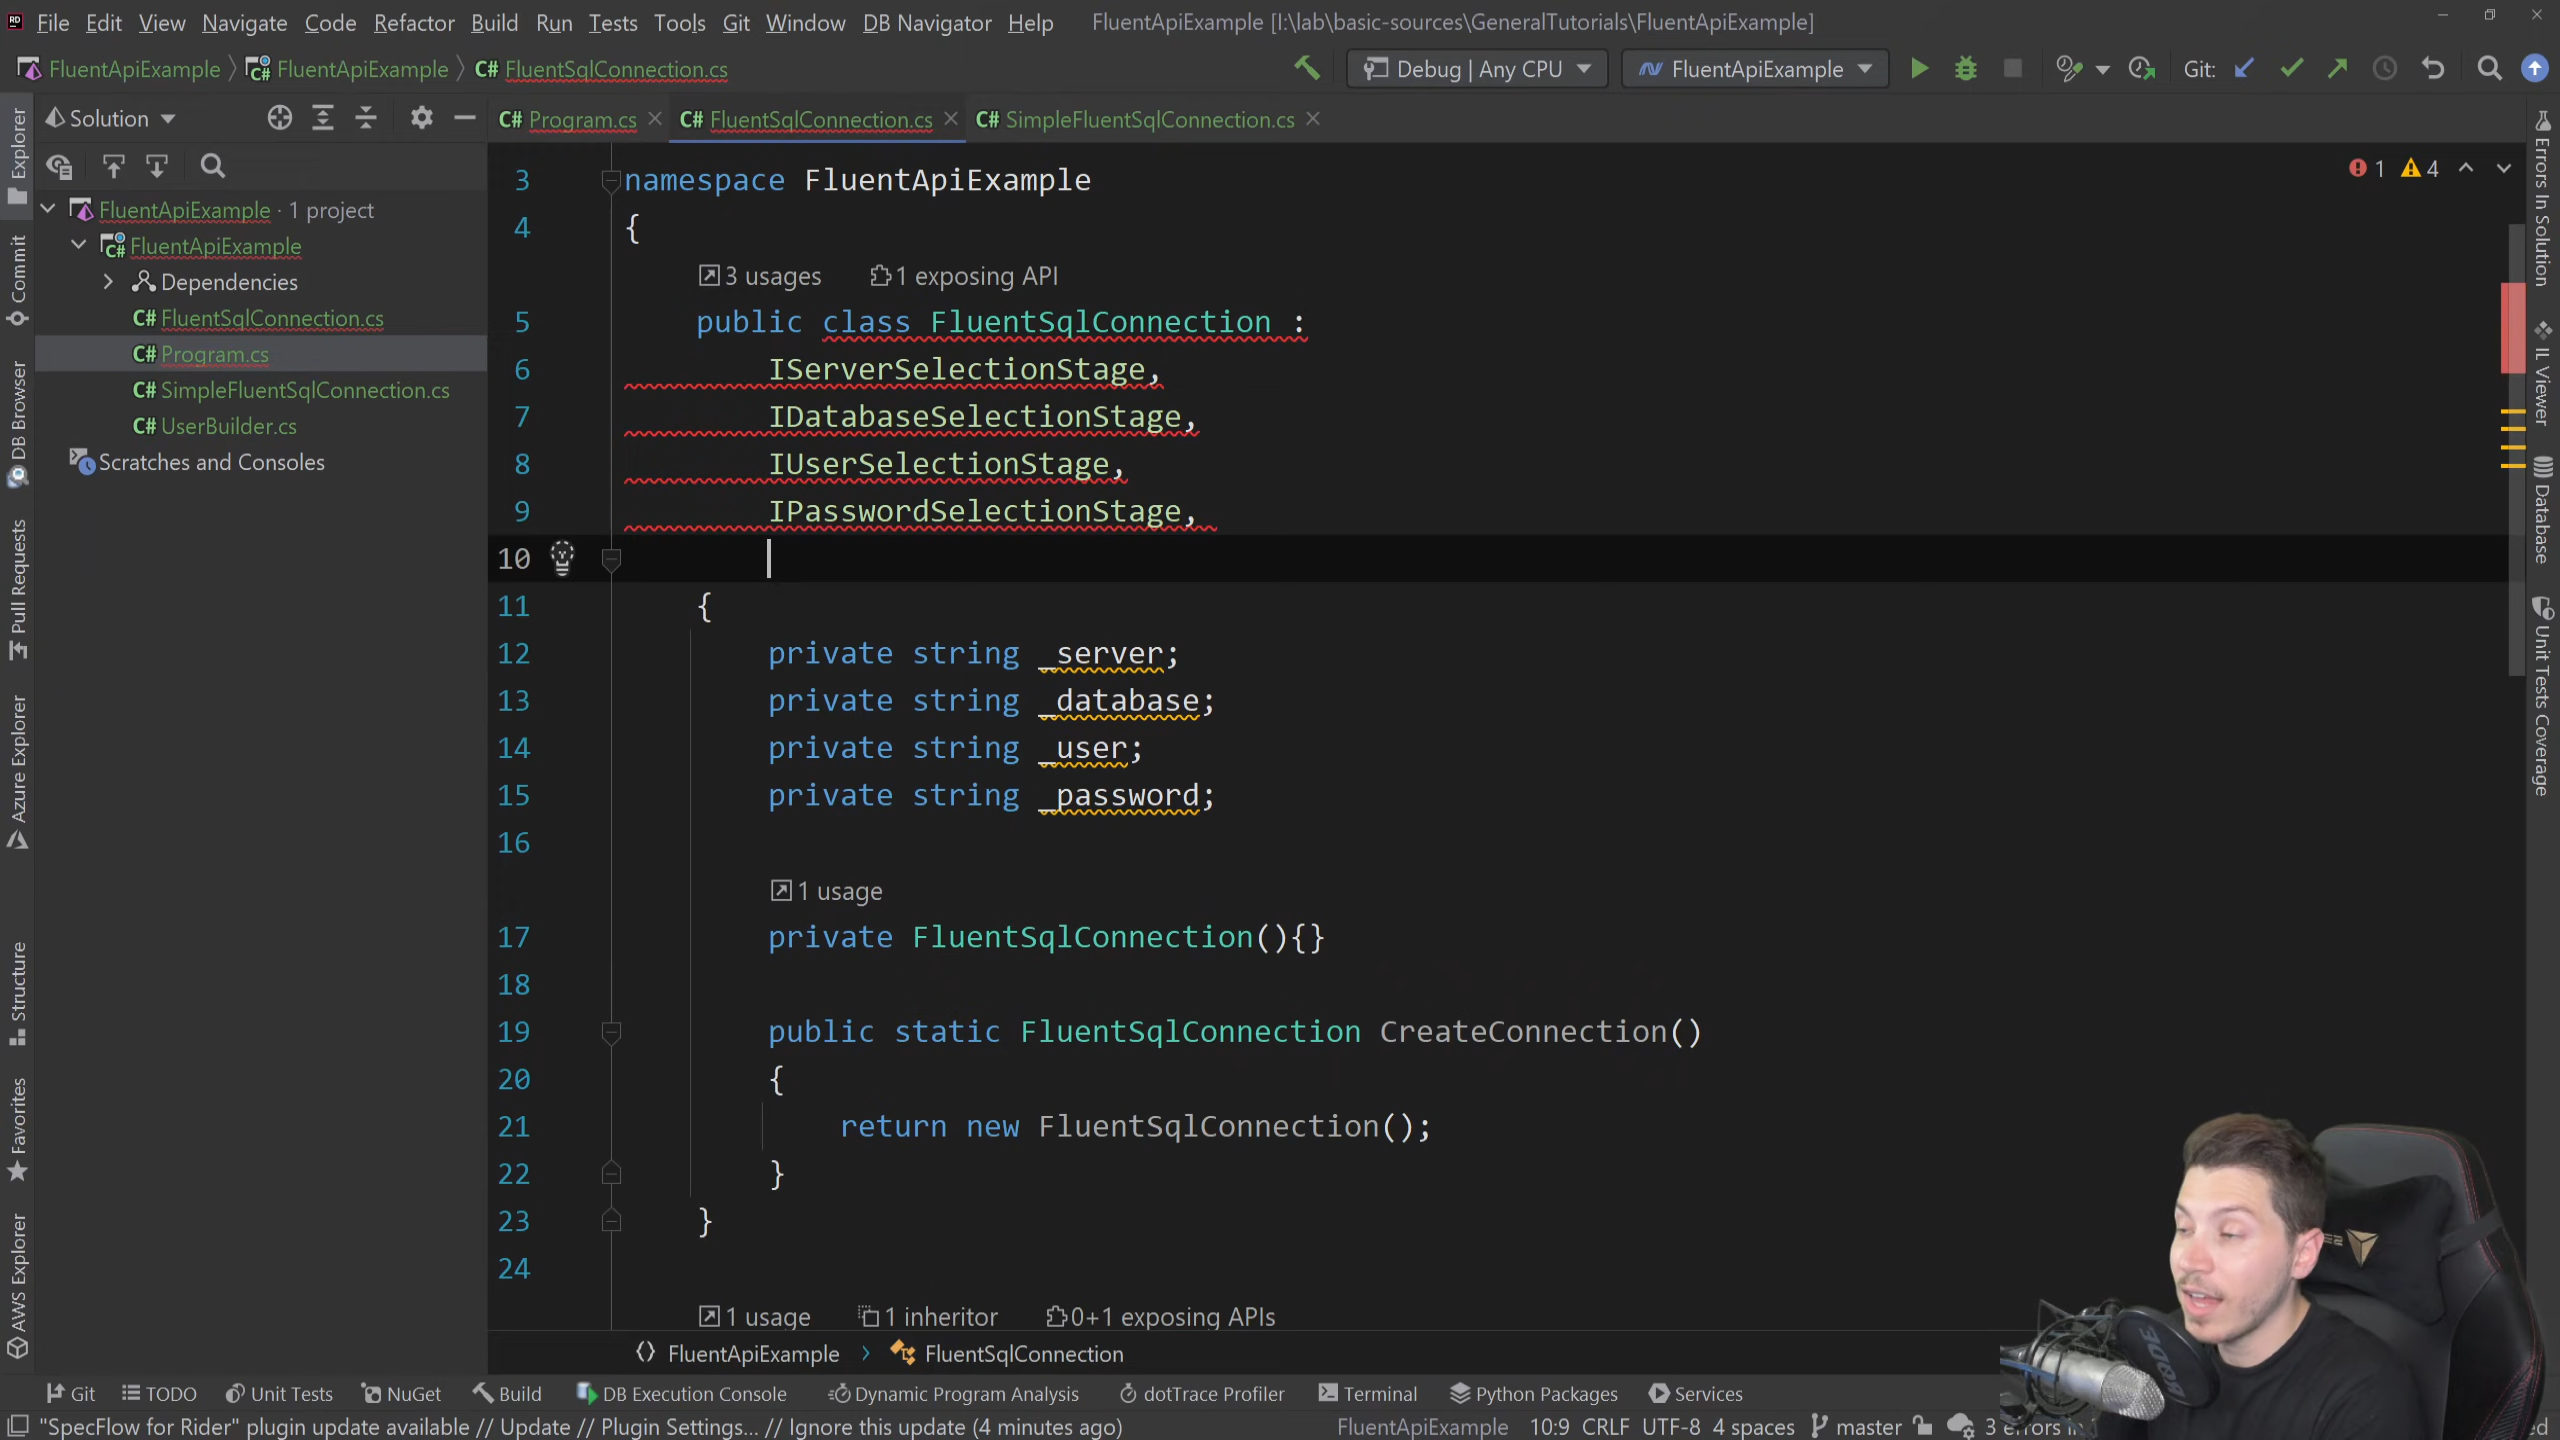 File Edit View Navigate Code Refactor Build Run Tests Tools Git Window DB Navigator Help FluentApiExample [I:\lab\basic-sources\GeneralTutorials\FluentApiExample]
FluentApiExample FluentApiExample C# FluentSqlConnection.cs Debug | Any CPU FluentApiExample Git:
Solution
C# Program.cs C# FluentSqlConnection.cs C# SimpleFluentSqlConnection.cs
FluentApiExample · 1 project
FluentApiExample
Dependencies
C# FluentSqlConnection.cs
C# Program.cs
C# SimpleFluentSqlConnection.cs
C# UserBuilder.cs
Scratches and Consoles
Explorer
Commit
DB Browser
Pull Requests
Azure Explorer
Structure
Favorites
AWS Explorer
1 4
3 namespace FluentApiExample
4 {
3 usages 1 exposing API
5 public class FluentSqlConnection :
6 IServerSelectionStage,
7 IDatabaseSelectionStage,
8 IUserSelectionStage,
9 IPasswordSelectionStage,
10
11 {
12 private string _server;
13 private string _database;
14 private string _user;
15 private string _password;
16
1 usage
17 private FluentSqlConnection(){}
18
19 public static FluentSqlConnection CreateConnection()
20 {
21 return new FluentSqlConnection();
22 }
23 }
24
1 usage 1 inheritor 0+1 exposing APIs
{} FluentApiExample FluentSqlConnection
Errors In Solution
IL Viewer
Database
Unit Tests Coverage
Git TODO Unit Tests NuGet Build DB Execution Console Dynamic Program Analysis dotTrace Profiler Terminal Python Packages Services
"SpecFlow for Rider" plugin update available // Update // Plugin Settings... // Ignore this update (4 minutes ago) FluentApiExample 10:9 CRLF UTF-8 4 spaces master 3 errors in